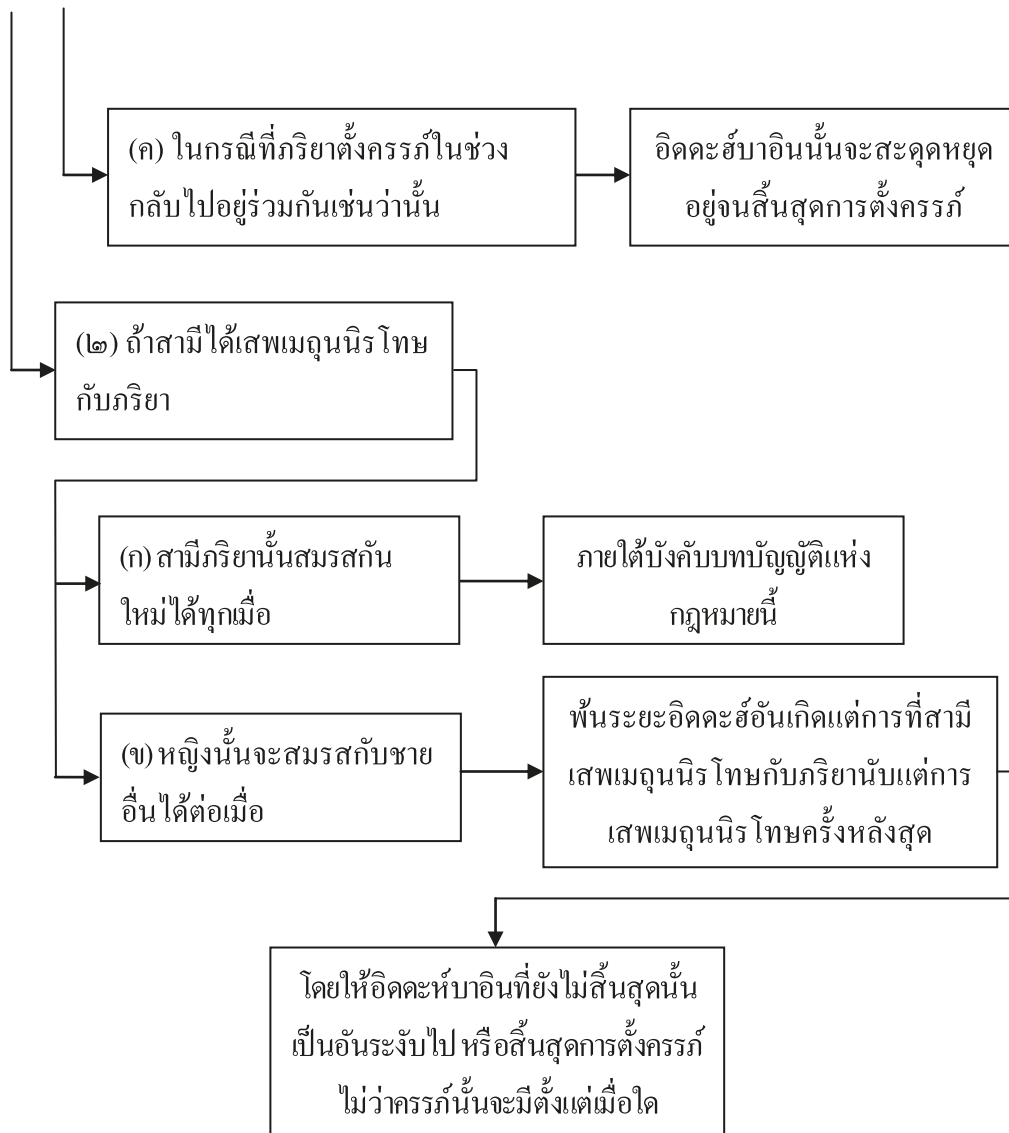 (ค) ในกรณีที่ภริยาตั้งครรภ์ในช่วง
กลับไปอยู่ร่วมกันเช่นว่านั้น
อิดดะฮ์บาอินนั้นจะสะดุดหยุด
อยู่จนสิ้นสุดการตั้งครรภ์
(๒) ถ้าสามีได้เสพเมถุนนิรโทษ
กับภริยา
(ก) สามีภริยานั้นสมรสกัน
ใหม่ได้ทุกเมื่อ
ภายใต้บังคับบทบัญญัติแห่ง
กฎหมายนี้
(ข) หญิงนั้นจะสมรสกับชาย
อื่นได้ต่อเมื่อ
พ้นระยะอิดดะฮ์อันเกิดแต่การที่สามี
เสพเมถุนนิรโทษกับภริยานับแต่การ
เสพเมถุนนิรโทษครั้งหลังสุด
โดยให้อิดดะห์บาอินที่ยังไม่สิ้นสุดนั้น
เป็นอันระงับไป หรือสิ้นสุดการตั้งครรภ์
ไม่ว่าครรภ์นั้นจะมีตั้งแต่เมื่อใด